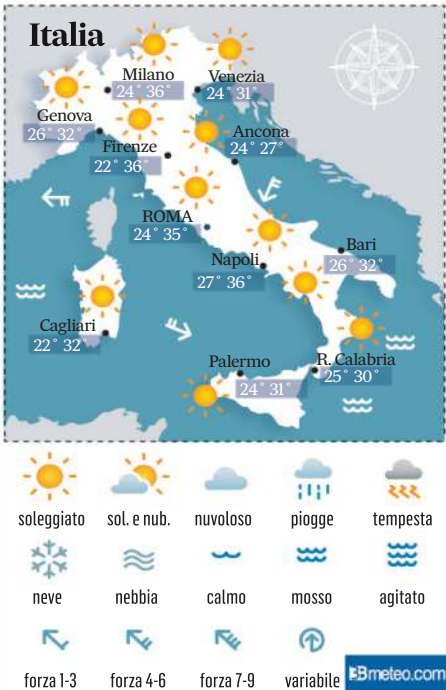 Italia
Milano
24° 36°
Venezia
24° 31°
Genova
26° 32°
Firenze
22° 36°
Ancona
24° 27°
ROMA
24° 35°
Napoli
27° 36°
Bari
26° 32°
Cagliari
22° 32°
Palermo
24° 31°
R. Calabria
25° 30°
soleggiato sol. e nub. nuvoloso piogge tempesta
neve nebbia calmo mosso agitato
forza 1-3 forza 4-6 forza 7-9 variabile
3Bmeteo.com